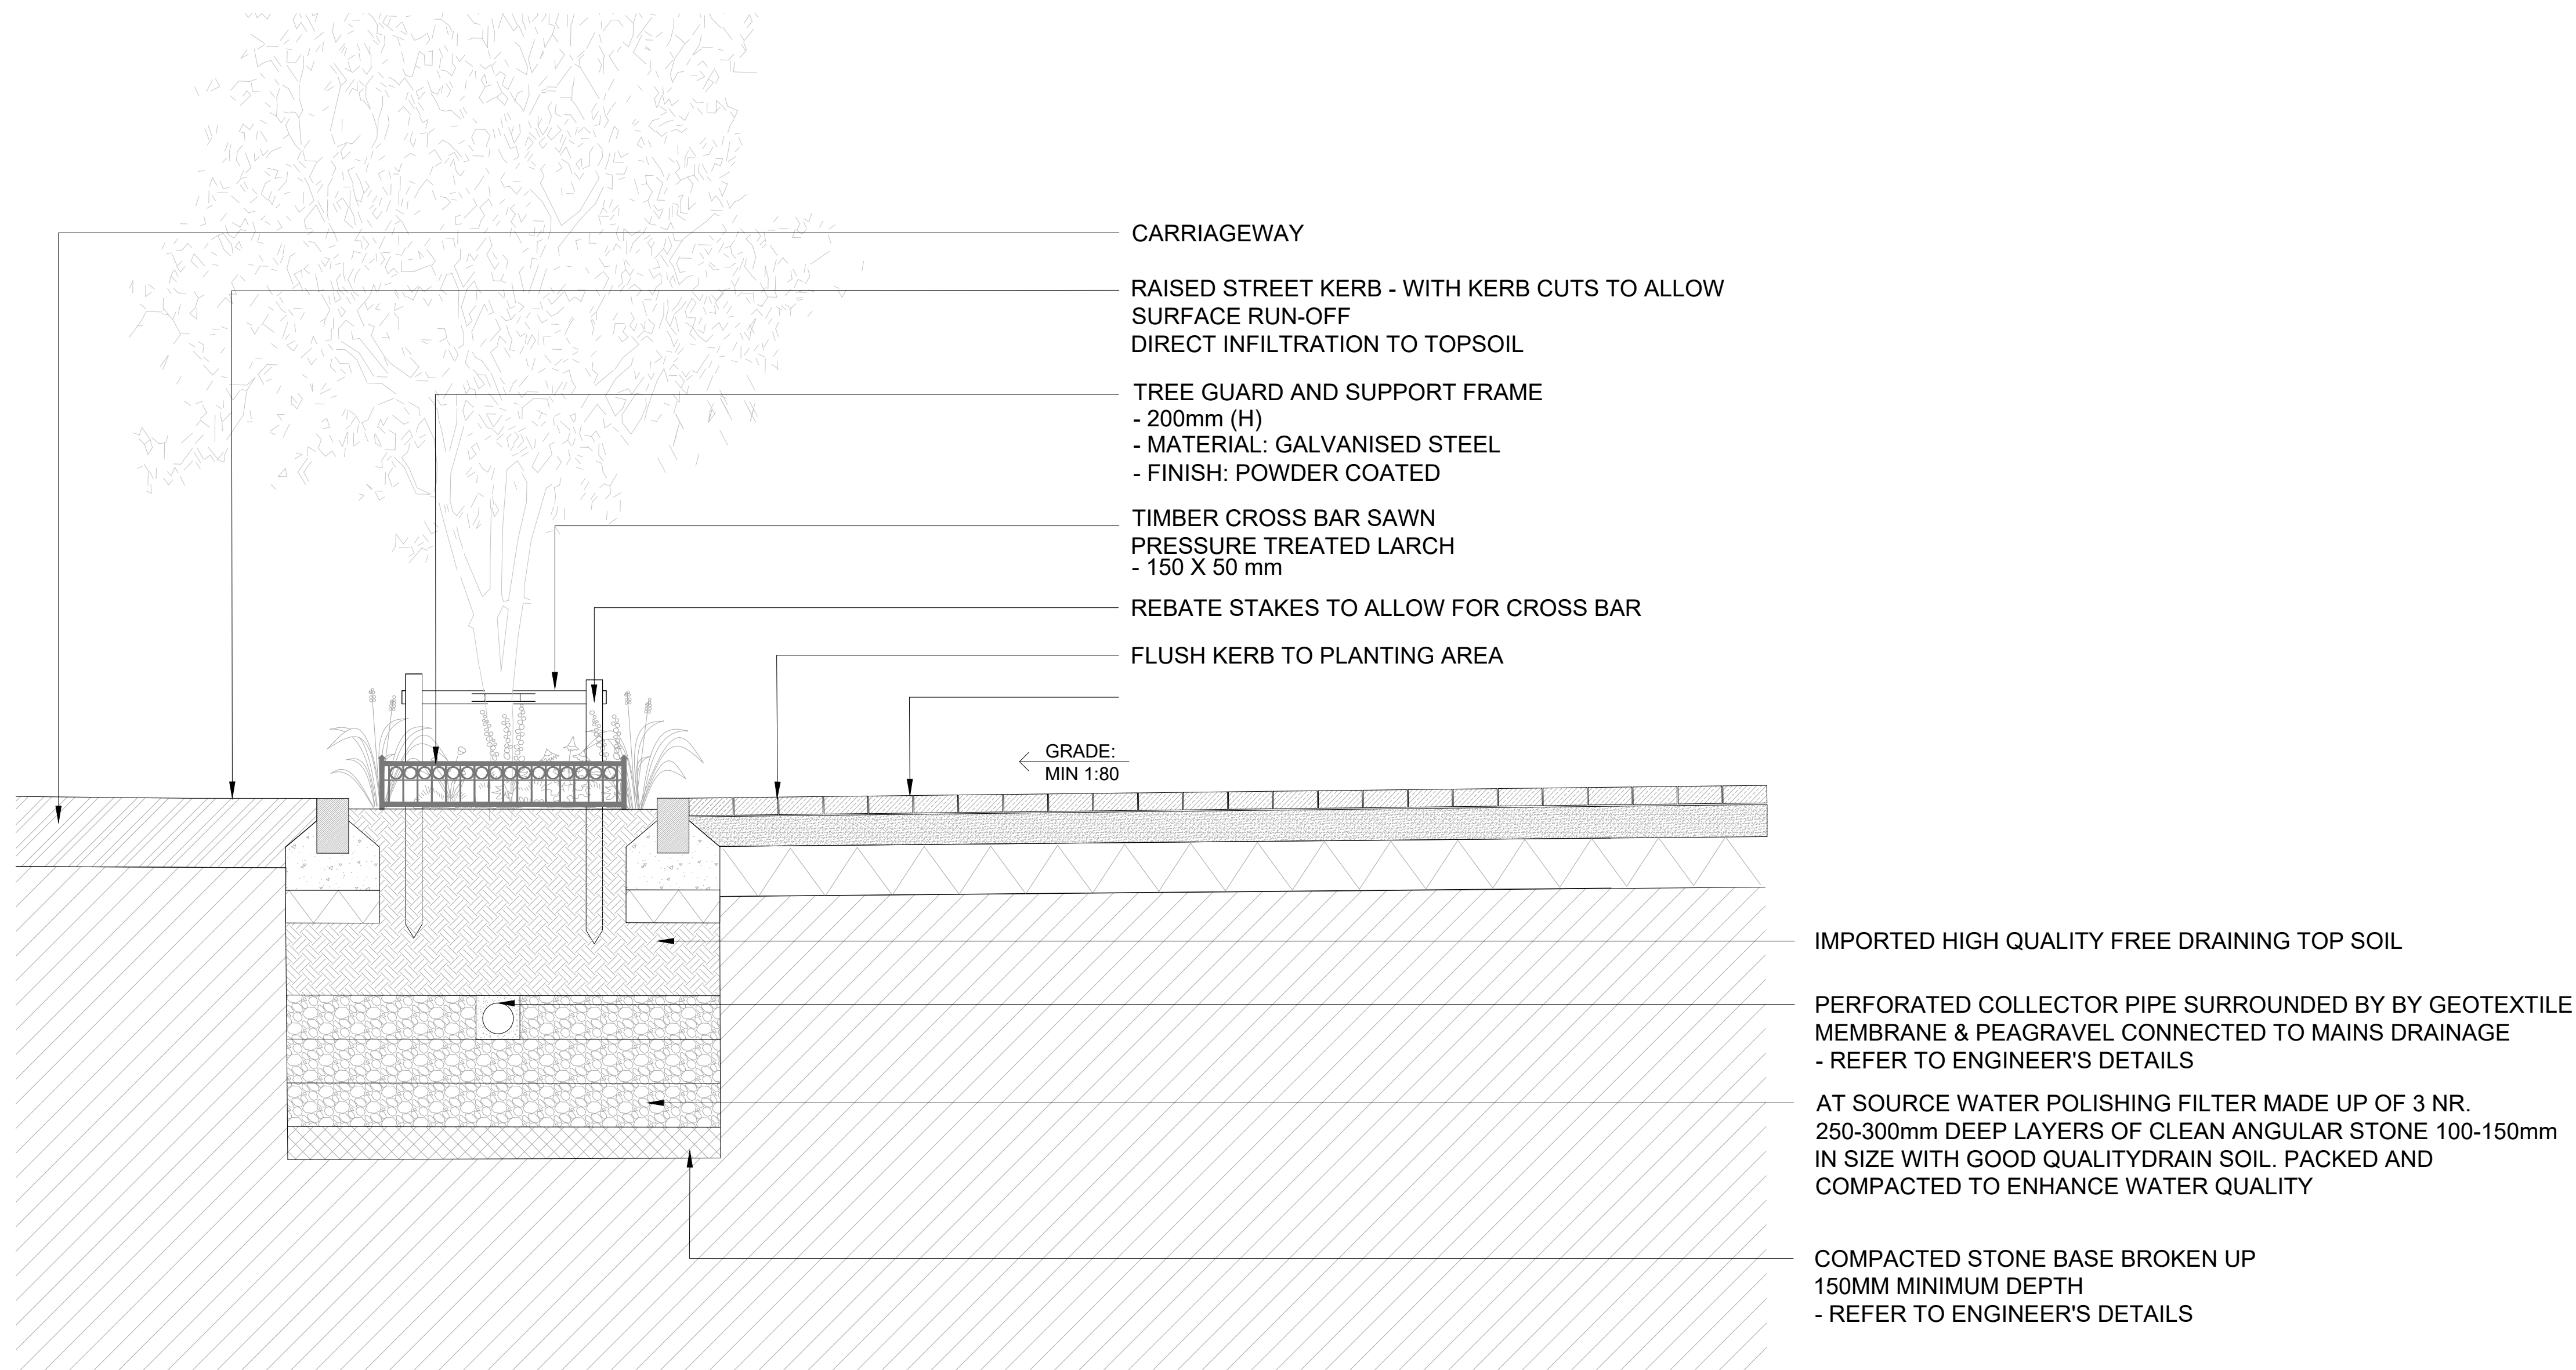 CARRIAGEWAY
RAISED STREET KERB - WITH KERB CUTS TO ALLOW
SURFACE RUN-OFF
DIRECT INFILTRATION TO TOPSOIL
TREE GUARD AND SUPPORT FRAME
- 200mm (H)
- MATERIAL: GALVANISED STEEL
- FINISH: POWDER COATED
TIMBER CROSS BAR SAWN
PRESSURE TREATED LARCH
- 150 X 50 mm
REBATE STAKES TO ALLOW FOR CROSS BAR
FLUSH KERB TO PLANTING AREA
GRADE:
MIN 1:80
IMPORTED HIGH QUALITY FREE DRAINING TOP SOIL
PERFORATED COLLECTOR PIPE SURROUNDED BY BY GEOTEXTILE
MEMBRANE & PEAGRAVEL CONNECTED TO MAINS DRAINAGE
- REFER TO ENGINEER'S DETAILS
AT SOURCE WATER POLISHING FILTER MADE UP OF 3 NR.
250-300mm DEEP LAYERS OF CLEAN ANGULAR STONE 100-150mm
IN SIZE WITH GOOD QUALITYDRAIN SOIL. PACKED AND
COMPACTED TO ENHANCE WATER QUALITY
COMPACTED STONE BASE BROKEN UP
150MM MINIMUM DEPTH
- REFER TO ENGINEER'S DETAILS